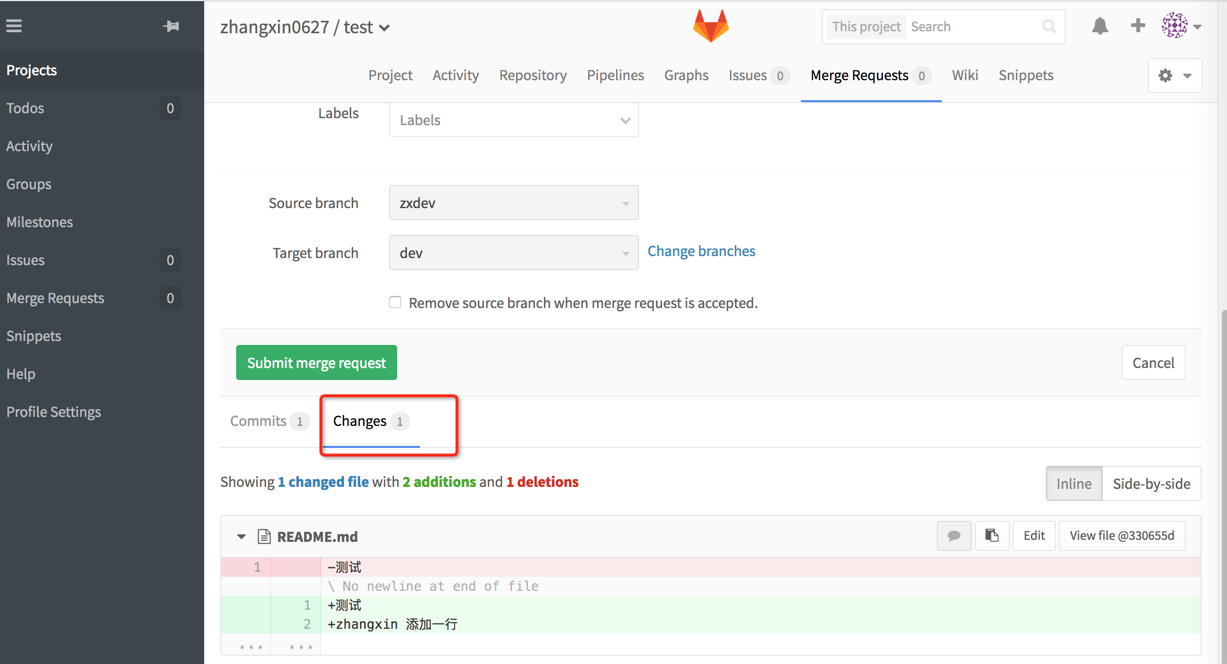 zhangxin0627 / test
This project Search
Projects
Todos 0
Activity
Groups
Milestones
Issues 0
Merge Requests 0
Snippets
Help
Profile Settings
Project Activity Repository Pipelines Graphs Issues 0 Merge Requests 0 Wiki Snippets
Labels Labels
Source branch zxdev
Target branch dev Change branches
Remove source branch when merge request is accepted.
Submit merge request Cancel
Commits 1 Changes 1
Showing 1 changed file with 2 additions and 1 deletions Inline Side-by-side
README.md Edit View file @330655d
1 -测试
\ No newline at end of file
1 +测试
2 +zhangxin 添加一行
... ...